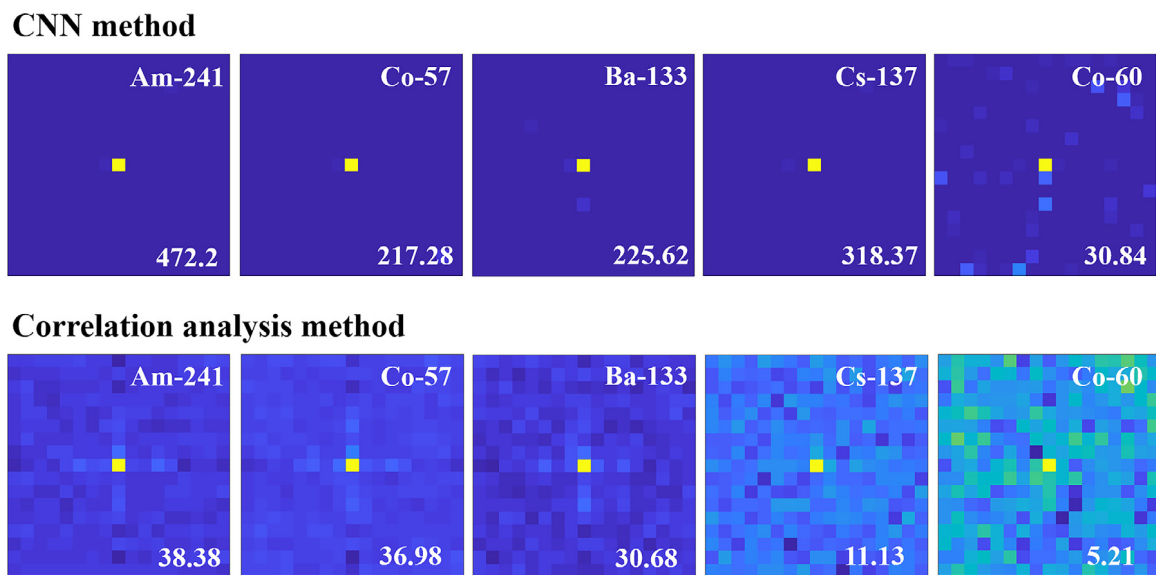 CNN method
Am-241 Co-57 Ba-133 Cs-137 Co-60
472.2 217.28 225.62 318.37 30.84
Correlation analysis method
Am-241 Co-57 Ba-133 Cs-137 Co-60
38.38 36.98 30.68 11.13 5.21